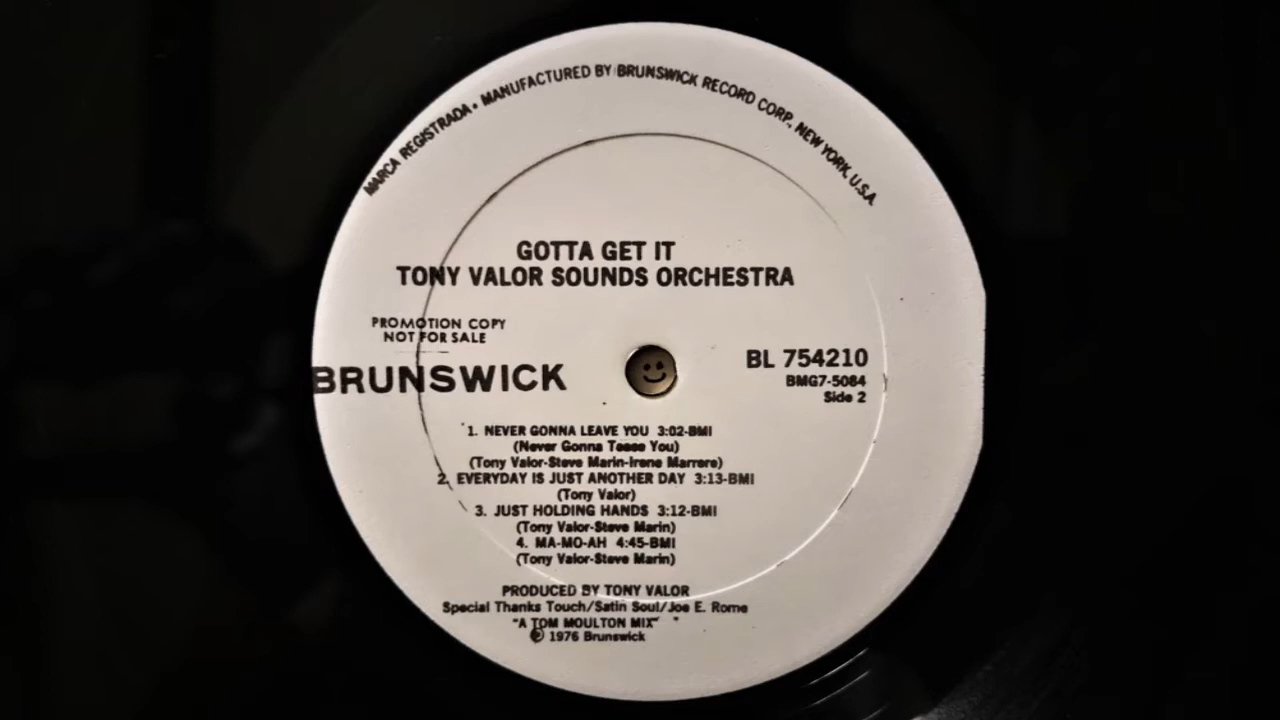 MARCA REGISTRADA • MANUFACTURED BY BRUNSWICK RECORD CORP., NEW YORK, U.S.A.
GOTTA GET IT
TONY VALOR SOUNDS ORCHESTRA
PROMOTION COPY
NOT FOR SALE
BRUNSWICK
BL 754210
BMG7-5084
Side 2
1. NEVER GONNA LEAVE YOU 3:02-BMI
(Never Gonna Tease You)
(Tony Valor-Steve Marin-Irene Marrero)
2. EVERYDAY IS JUST ANOTHER DAY 3:13-BMI
(Tony Valor)
3. JUST HOLDING HANDS 3:12-BMI
(Tony Valor-Steve Marin)
4. MA-MO-AH 4:45-BMI
(Tony Valor-Steve Marin)
PRODUCED BY TONY VALOR
Special Thanks Touch/Satin Soul/Joe E. Rome
"A TOM MOULTON MIX"
℗ 1976 Brunswick